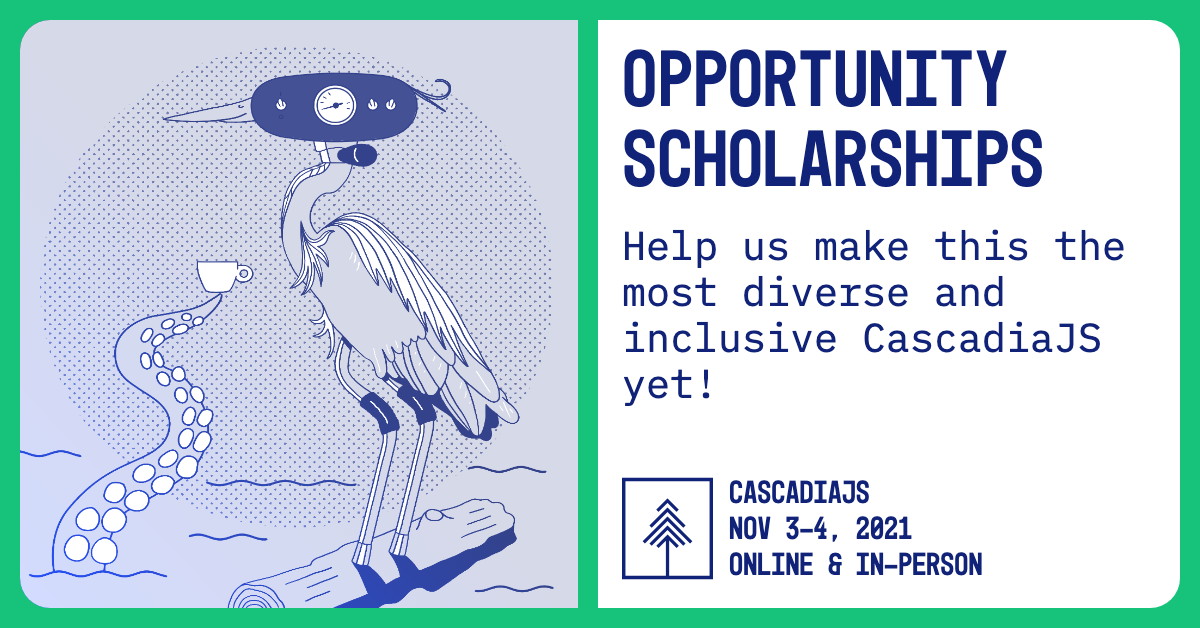 OPPORTUNITY
SCHOLARSHIPS
Help us make this the
most diverse and
inclusive CascadiaJS
yet!
CASCADIAJS
NOV 3-4, 2021
ONLINE & IN-PERSON